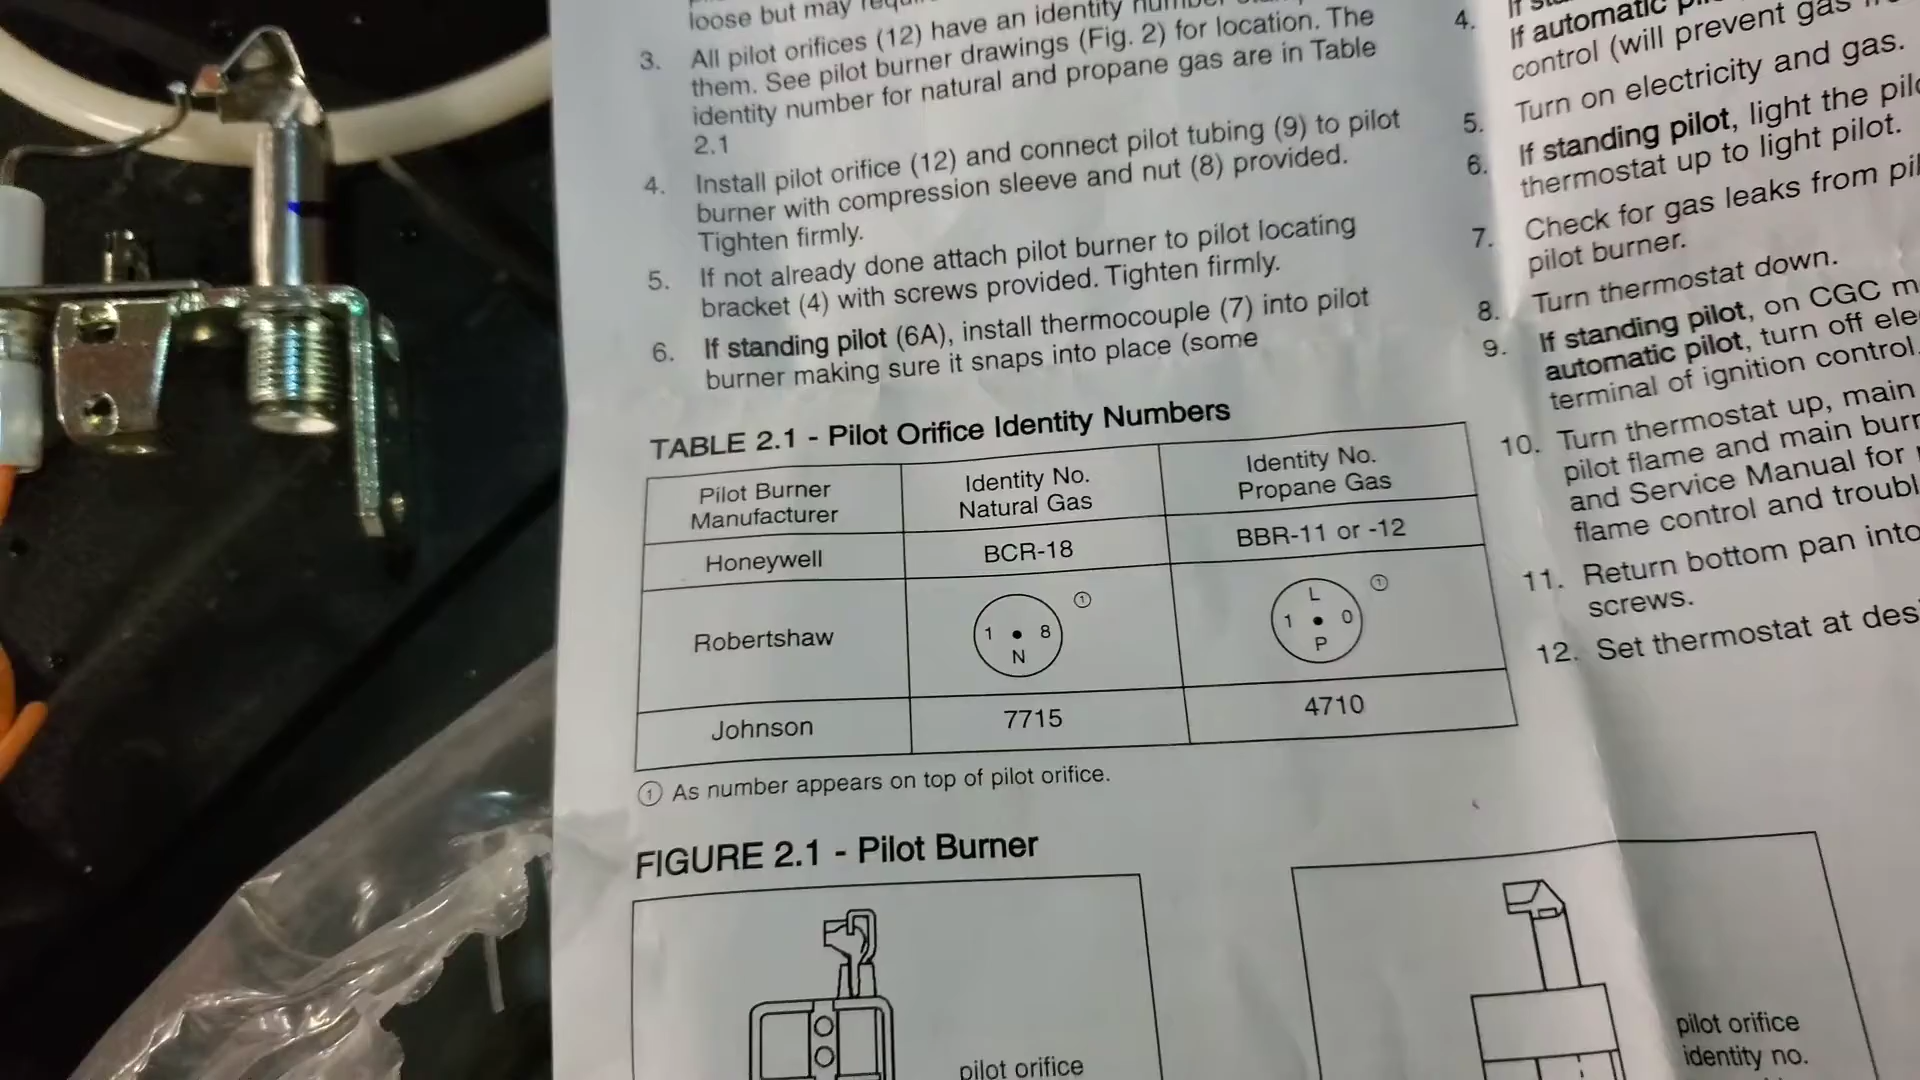 loose but may
3. All pilot orifices (12) have an identity
them. See pilot burner drawings (Fig. 2) for location. The
identity number for natural and propane gas are in Table
2.1
4. Install pilot orifice (12) and connect pilot tubing (9) to pilot
burner with compression sleeve and nut (8) provided.
Tighten firmly.
5. If not already done attach pilot burner to pilot locating
bracket (4) with screws provided. Tighten firmly.
6. If standing pilot (6A), install thermocouple (7) into pilot
burner making sure it snaps into place (some
TABLE 2.1 - Pilot Orifice Identity Numbers
Pilot Burner
Manufacturer
Identity No.
Natural Gas
Identity No.
Propane Gas
Honeywell
BCR-18
BBR-11 or -12
Robertshaw
1 8
N
①
L
1 0
P
①
Johnson
7715
4710
① As number appears on top of pilot orifice.
FIGURE 2.1 - Pilot Burner
pilot orifice
pilot orifice
identity no.
4.
If automatic
control (will prevent gas
Turn on electricity and gas.
5. If standing pilot, light the
6. thermostat up to light pilot.
7. Check for gas leaks from
pilot burner.
8. Turn thermostat down.
9. If standing pilot, on CGC
automatic pilot, turn off
terminal of ignition control.
10. Turn thermostat up, main
pilot flame and main
and Service Manual for
flame control and
11. Return bottom pan into
screws.
12. Set thermostat at